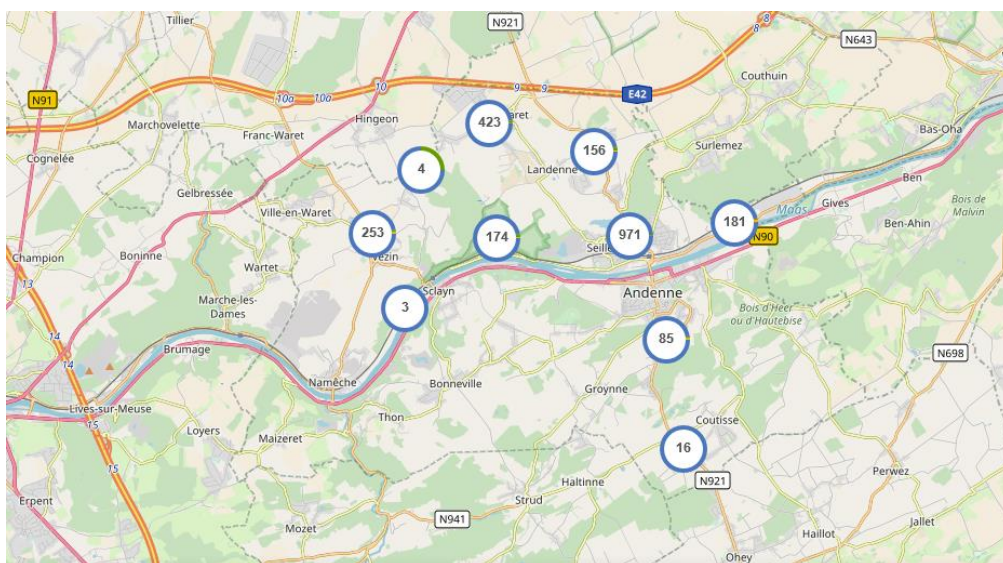 Tillier
N921
8
8
N643
Couthuin
10
9
9
E42
10a
10a
N91
Marchovelette
Hingeon
423
aret
Bas-Oha
Franc-Waret
Cognelée
156
Surlemez
4
Landenne
Ben
Gelbressée
Bois de
Malvin
Ville-en-Waret
Maas
Gives
181
Ben-Ahin
253
174
971
N90
Seille
Champion
Boninne
Vezin
Wartet
13
Sclayn
Andenne
Marche-les-
Dames
3
Bois d'Heer
ou d'Hautebise
14
85
Brumage
N698
14
Namêche
Bonneville
Groynne
Lives-sur-Meuse
Thon
Coutisse
15
Loyers
Maizeret
16
15
Perwez
Haltinne
N921
Erpent
Strud
N941
Mozet
Jallet
Haillot
Ohey